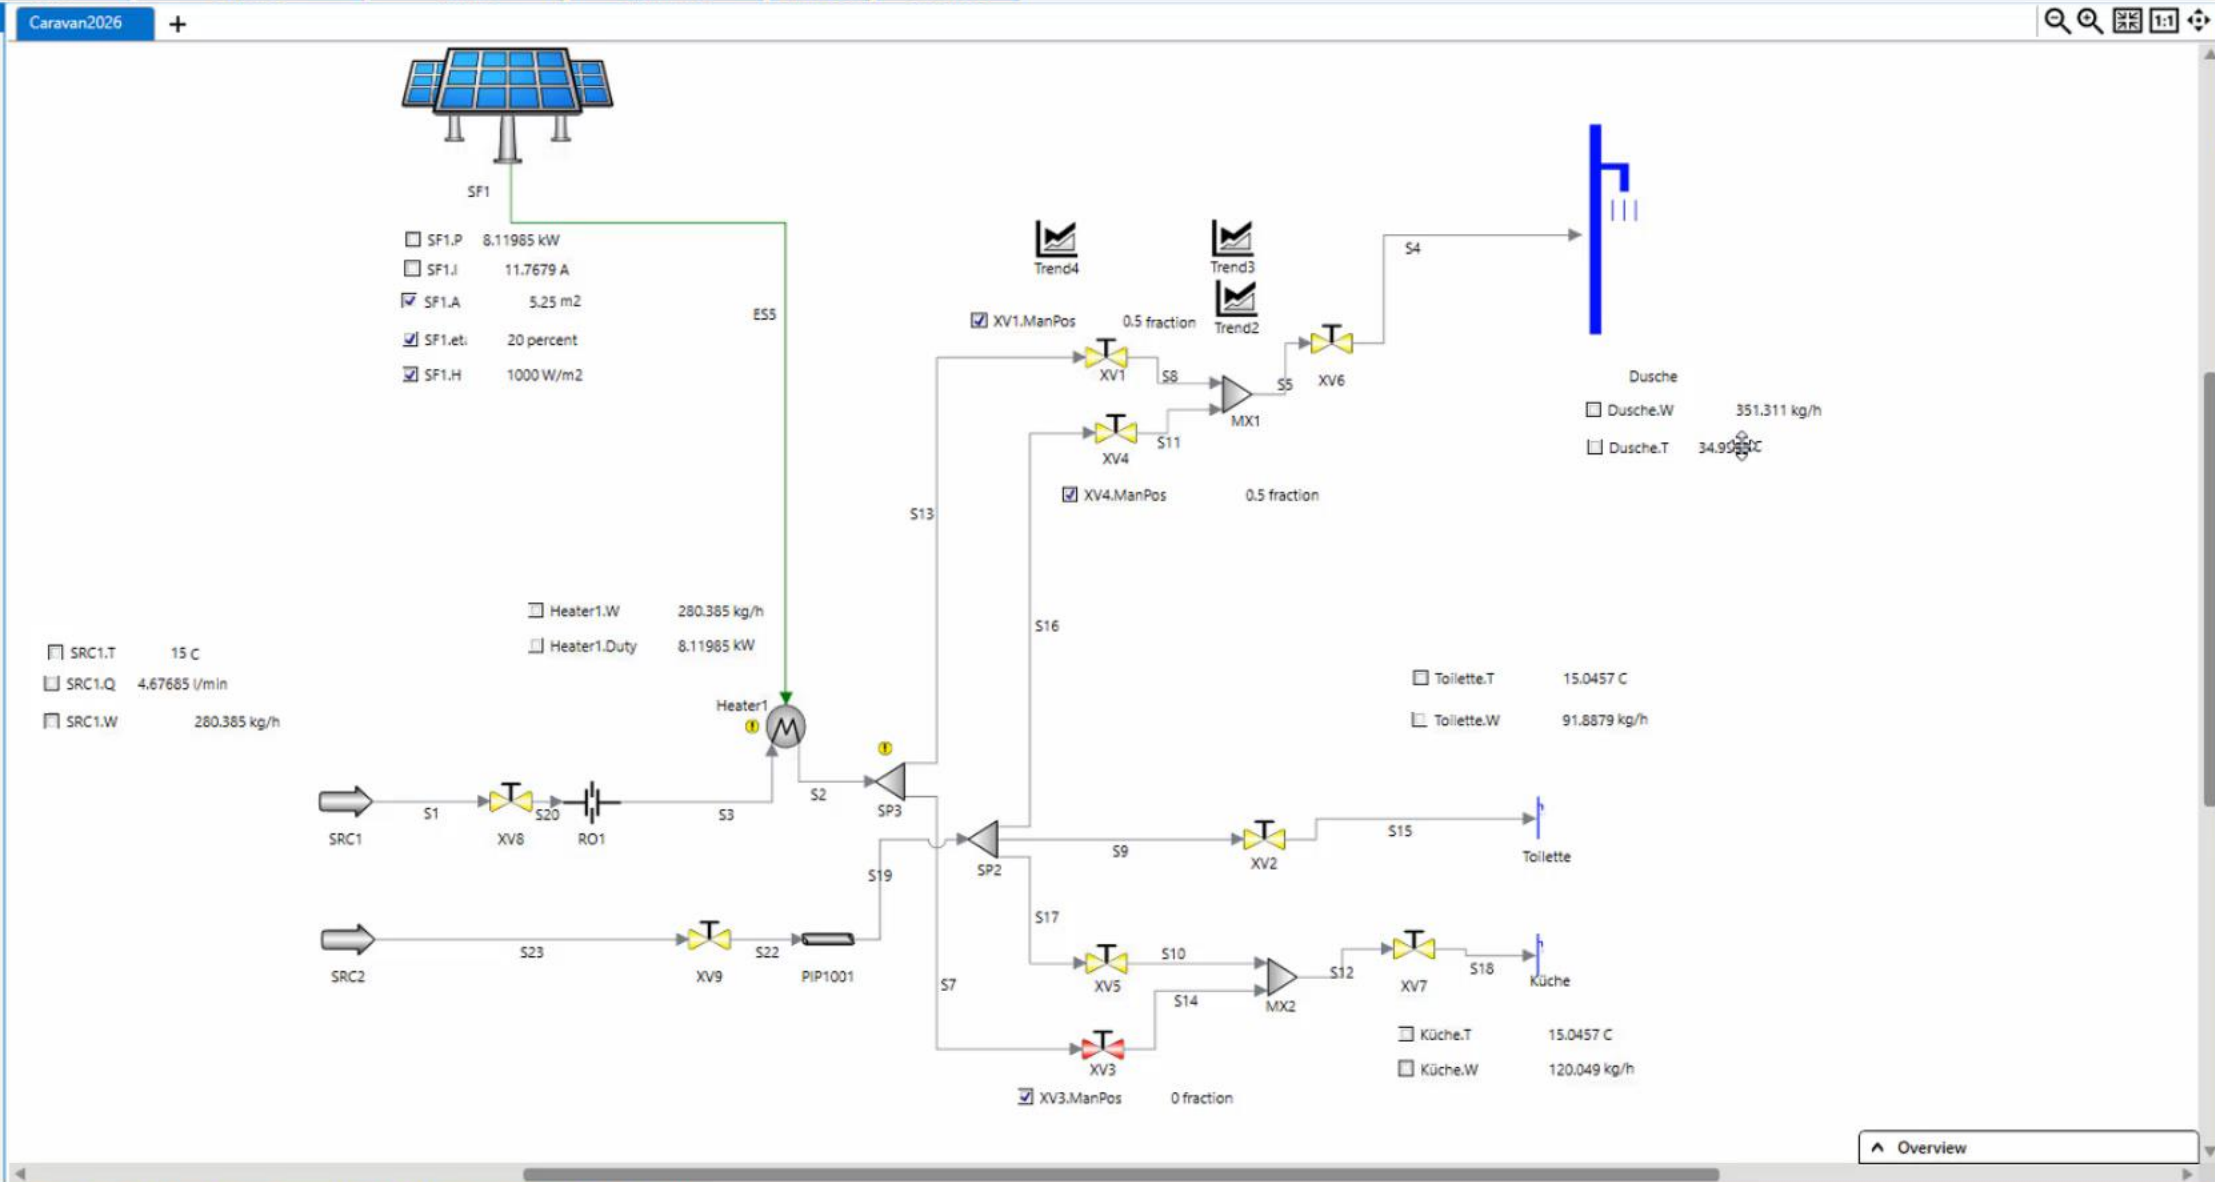 Caravan2026 +
1:1
SF1
SF1.P 8.11985 kW
SF1.I 11.7679 A
SF1.A 5.25 m2
SF1.et 20 percent
SF1.H 1000 W/m2
ES5
Trend4
Trend3
Trend2
XV1.ManPos 0.5 fraction
XV1
S8
MX1
S5
XV6
S4
XV4
S11
XV4.ManPos 0.5 fraction
Dusche
Dusche.W 351.311 kg/h
Dusche.T
S13
S16
Heater1.W 280.385 kg/h
Heater1.Duty 8.11985 kW
SRC1.T 15 C
SRC1.Q 4.67685 l/min
SRC1.W 280.385 kg/h
Heater1
Toilette.T 15.0457 C
Toilette.W 91.8879 kg/h
SRC1
S1
XV8
S20
RO1
S3
S2
SP3
S19
SP2
S9
XV2
S15
Toilette
SRC2
S23
XV9
S22
PIP1001
S7
S17
XV5
S10
S14
MX2
S12
XV7
S18
Küche
XV3
XV3.ManPos 0 fraction
Küche.T 15.0457 C
Küche.W 120.049 kg/h
Overview